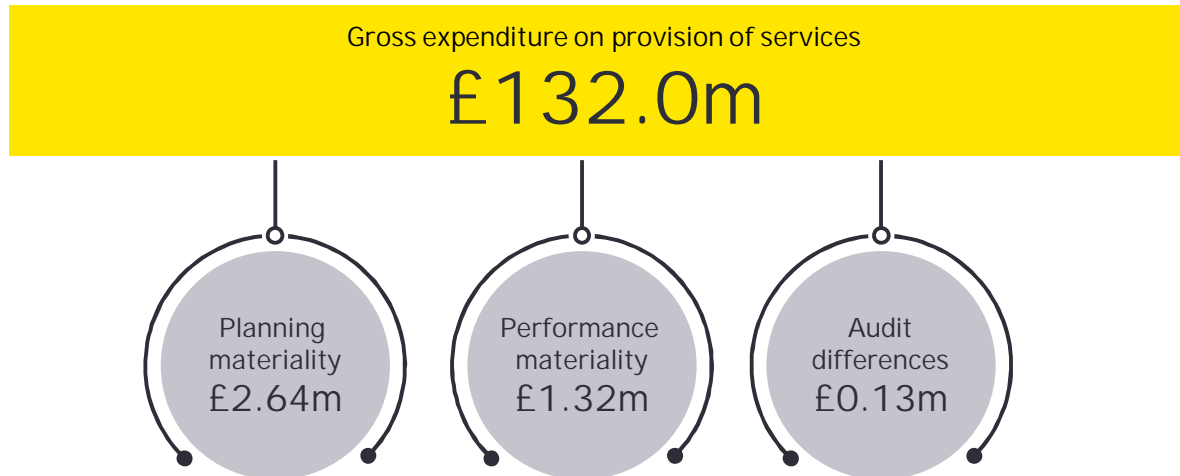 Gross expenditure on provision of services
£132.0m
Planning
materiality
£2.64m
Performance
materiality
£1.32m
Audit
differences
£0.13m